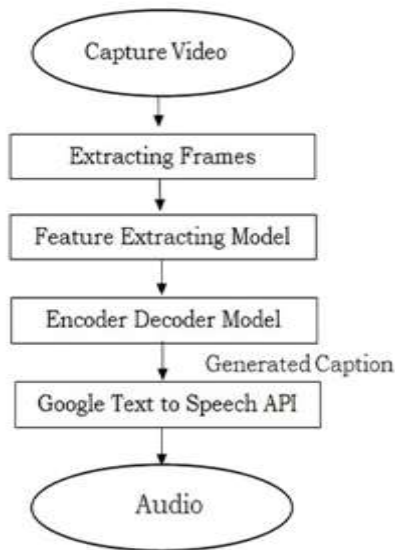 Capture Video
Extracting Frames
Feature Extracting Model
Encoder Decoder Model
Generated Caption
Google Text to Speech API
Audio